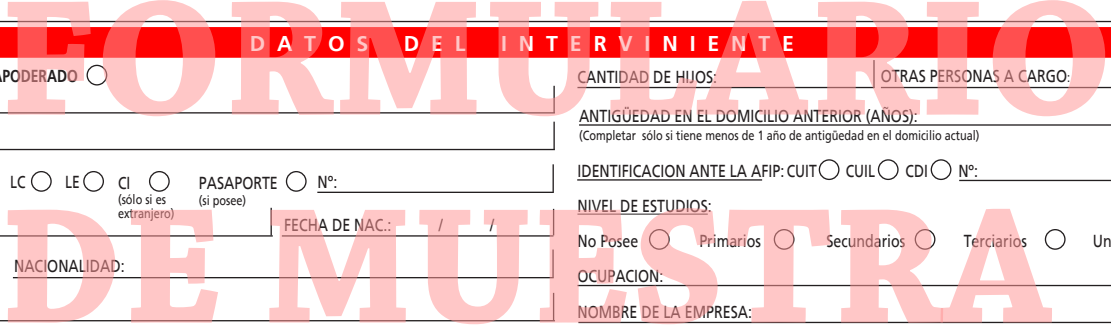 FORMULARIO
DATOS DEL INTERVINIENTE
APODERADO
LC LE CI PASAPORTE Nº:
(sólo si es extranjero)
(si posee)
FECHA DE NAC.: / /
NACIONALIDAD:
CANTIDAD DE HIJOS: OTRAS PERSONAS A CARGO:
ANTIGÜEDAD EN EL DOMICILIO ANTERIOR (AÑOS):
(Completar sólo si tiene menos de 1 año de antigüedad en el domicilio actual)
IDENTIFICACION ANTE LA AFIP: CUIT CUIL CDI Nº:
NIVEL DE ESTUDIOS:
No Posee Primarios Secundarios Terciarios Un
OCUPACION:
NOMBRE DE LA EMPRESA:
DE MUESTRA